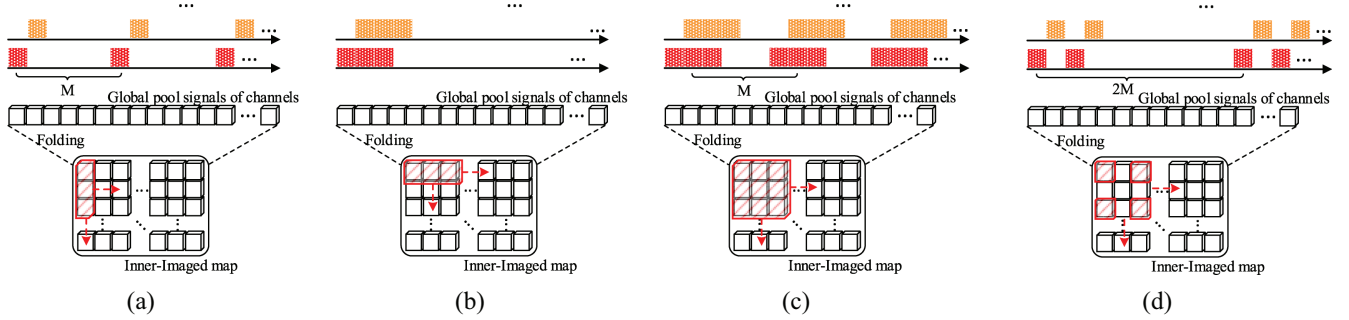 ...
...
...
M
Global pool signals of channels
...
Folding
Inner-Imaged map
(a)
...
...
...
Global pool signals of channels
...
Folding
Inner-Imaged map
(b)
...
...
...
M
Global pool signals of channels
...
Folding
Inner-Imaged map
(c)
...
...
...
2M
Global pool signals of channels
...
Folding
Inner-Imaged map
(d)